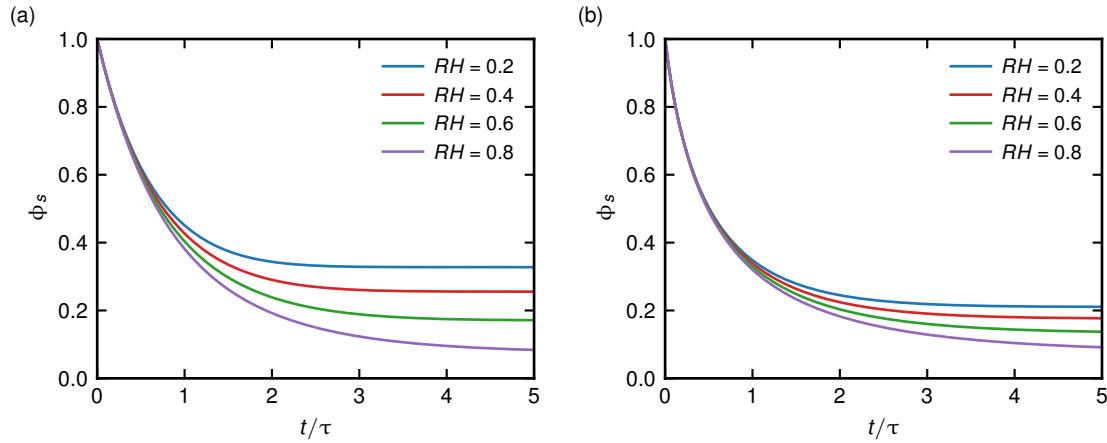 (a)
1.0
0.8
0.6
0.4
0.2
0.0
ϕs
RH = 0.2
RH = 0.4
RH = 0.6
RH = 0.8
0 1 2 3 4 5
t/τ
(b)
1.0
0.8
0.6
0.4
0.2
0.0
ϕs
RH = 0.2
RH = 0.4
RH = 0.6
RH = 0.8
0 1 2 3 4 5
t/τ